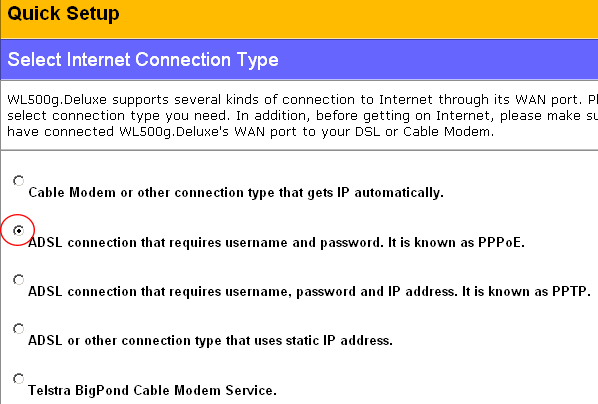 Quick Setup
Select Internet Connection Type
WL500g.Deluxe supports several kinds of connection to Internet through its WAN port. Pl
select connection type you need. In addition, before getting on Internet, please make su
have connected WL500g.Deluxe's WAN port to your DSL or Cable Modem.
Cable Modem or other connection type that gets IP automatically.
ADSL connection that requires username and password. It is known as PPPoE.
ADSL connection that requires username, password and IP address. It is known as PPTP.
ADSL or other connection type that uses static IP address.
Telstra BigPond Cable Modem Service.